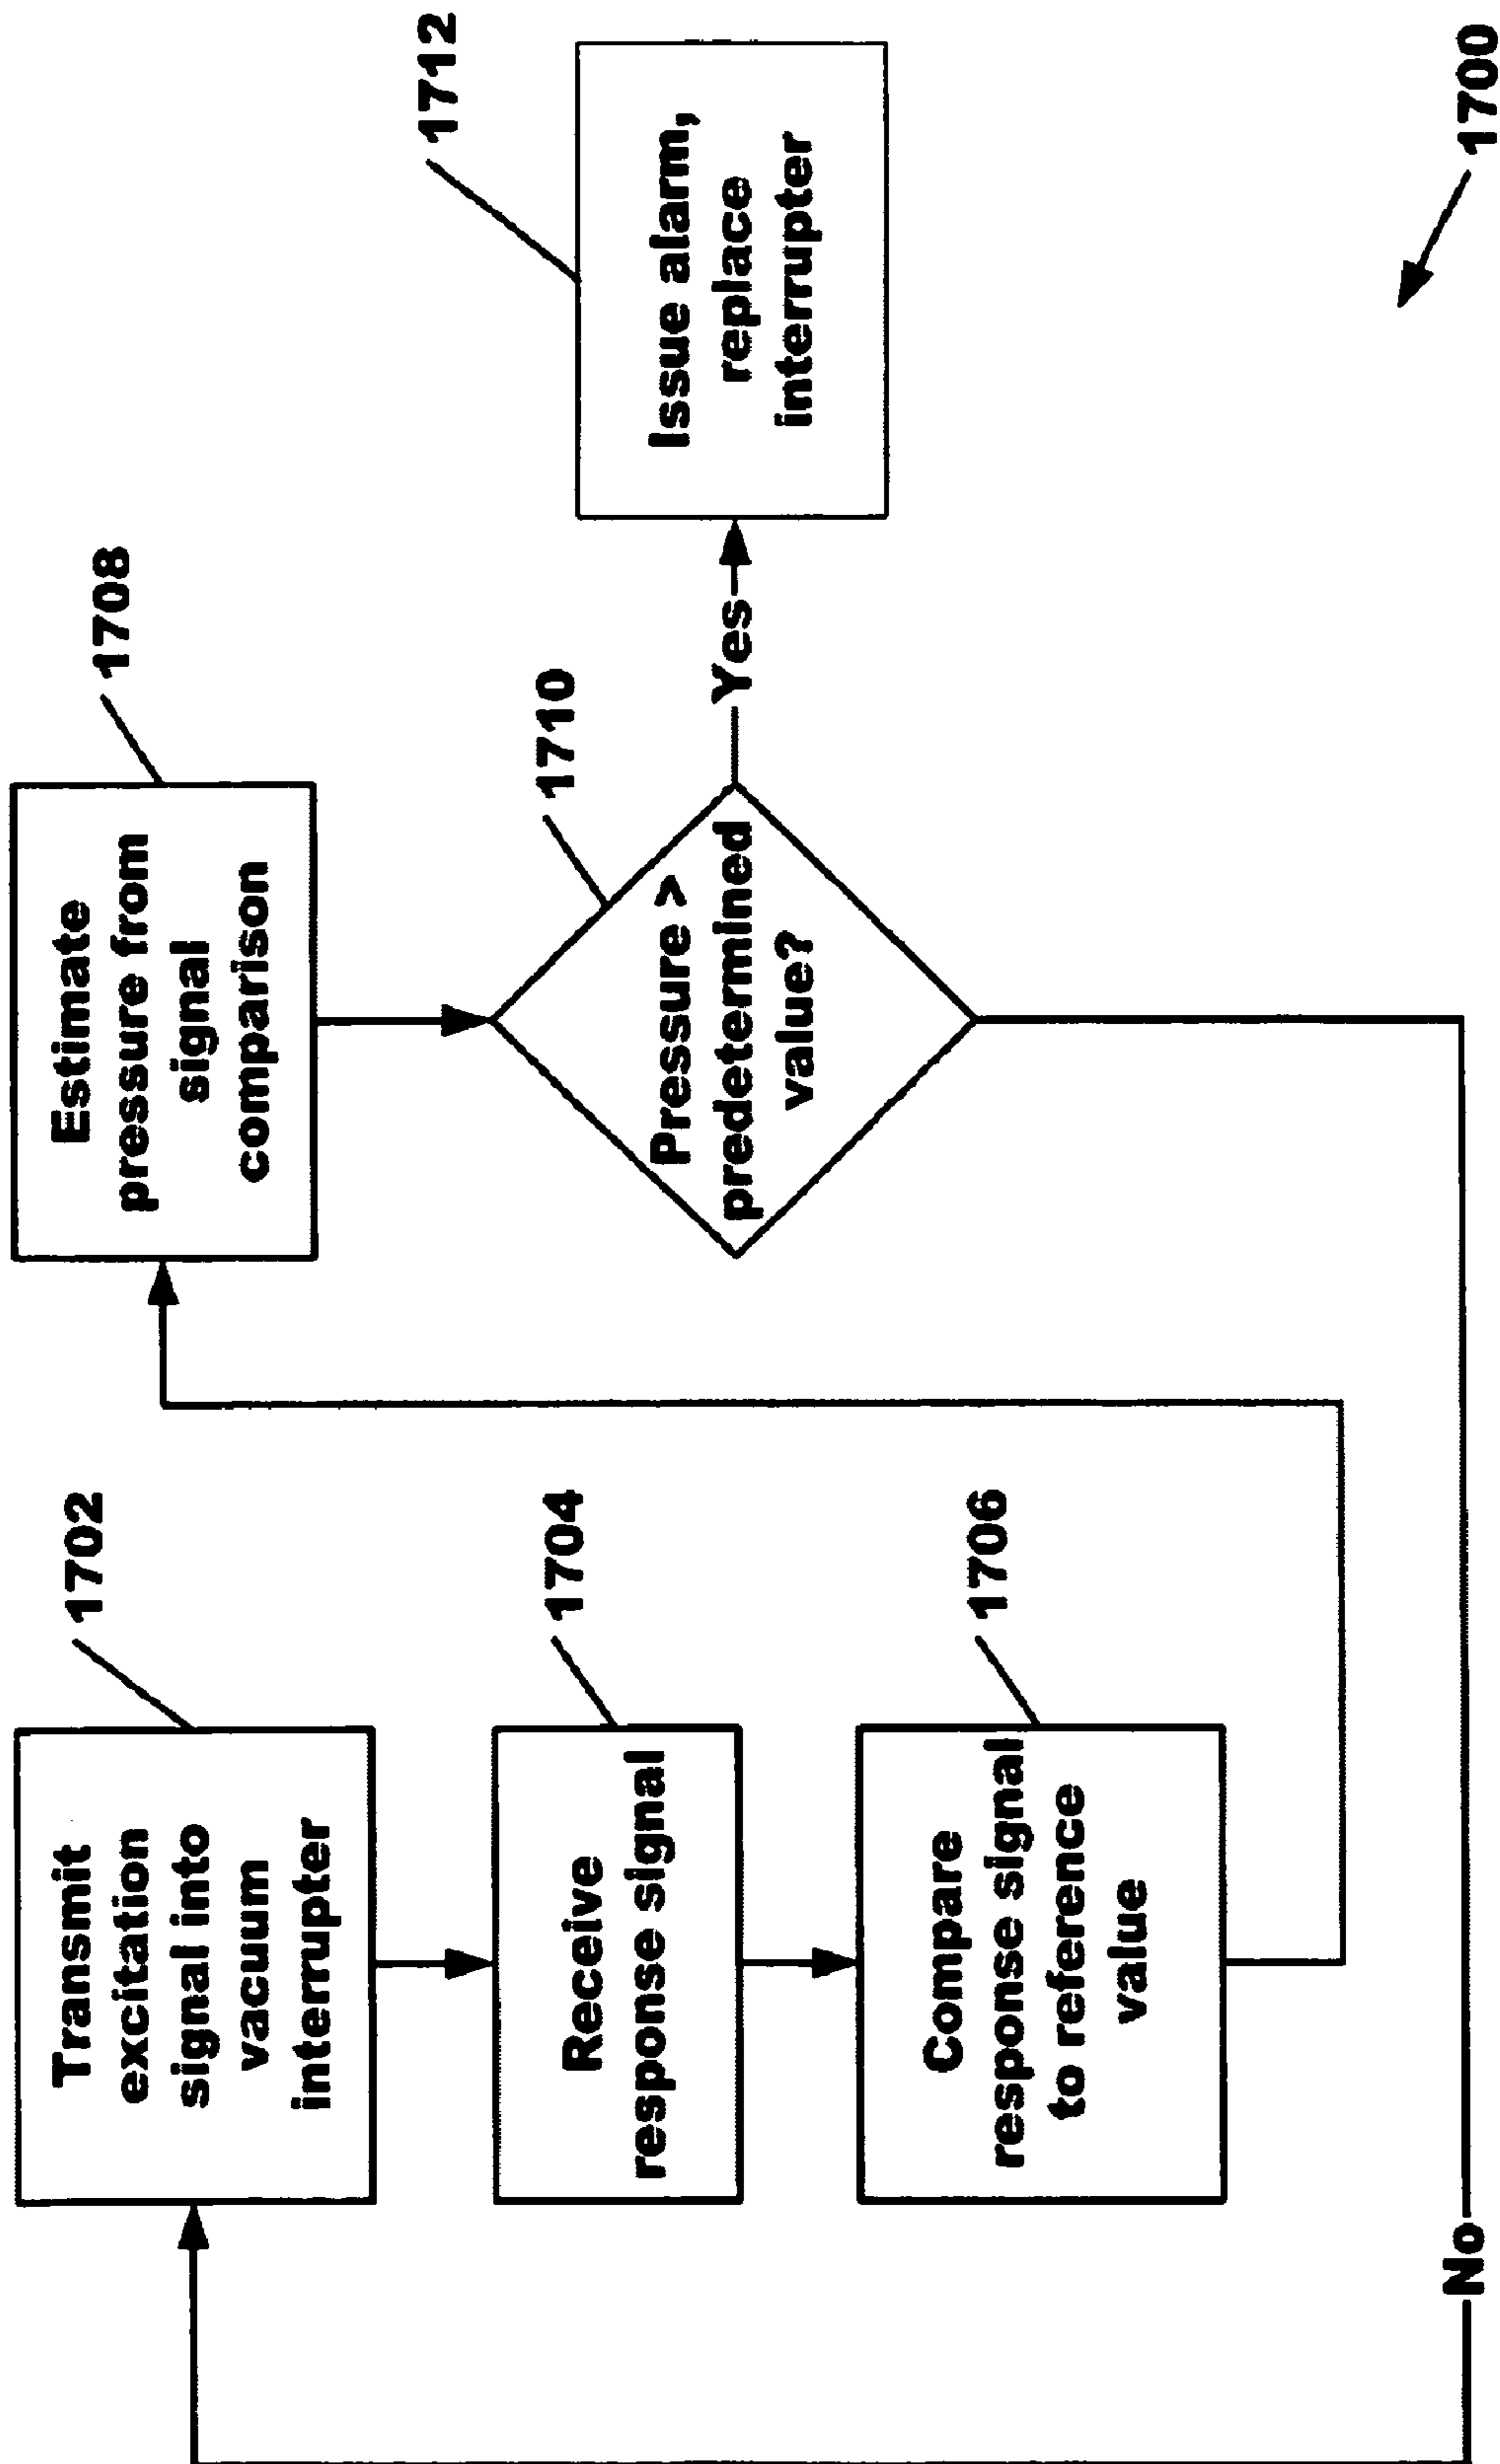 1702
Transmit
excitation
signal into
vacuum
interrupter
1704
Receive
response signal
1706
Compare
response signal
to reference
value
1708
Estimate
pressure from
signal
comparison
1710
Pressure >
predetermined
value?
Yes
No
1712
Issue alarm,
replace
interrupter
1700